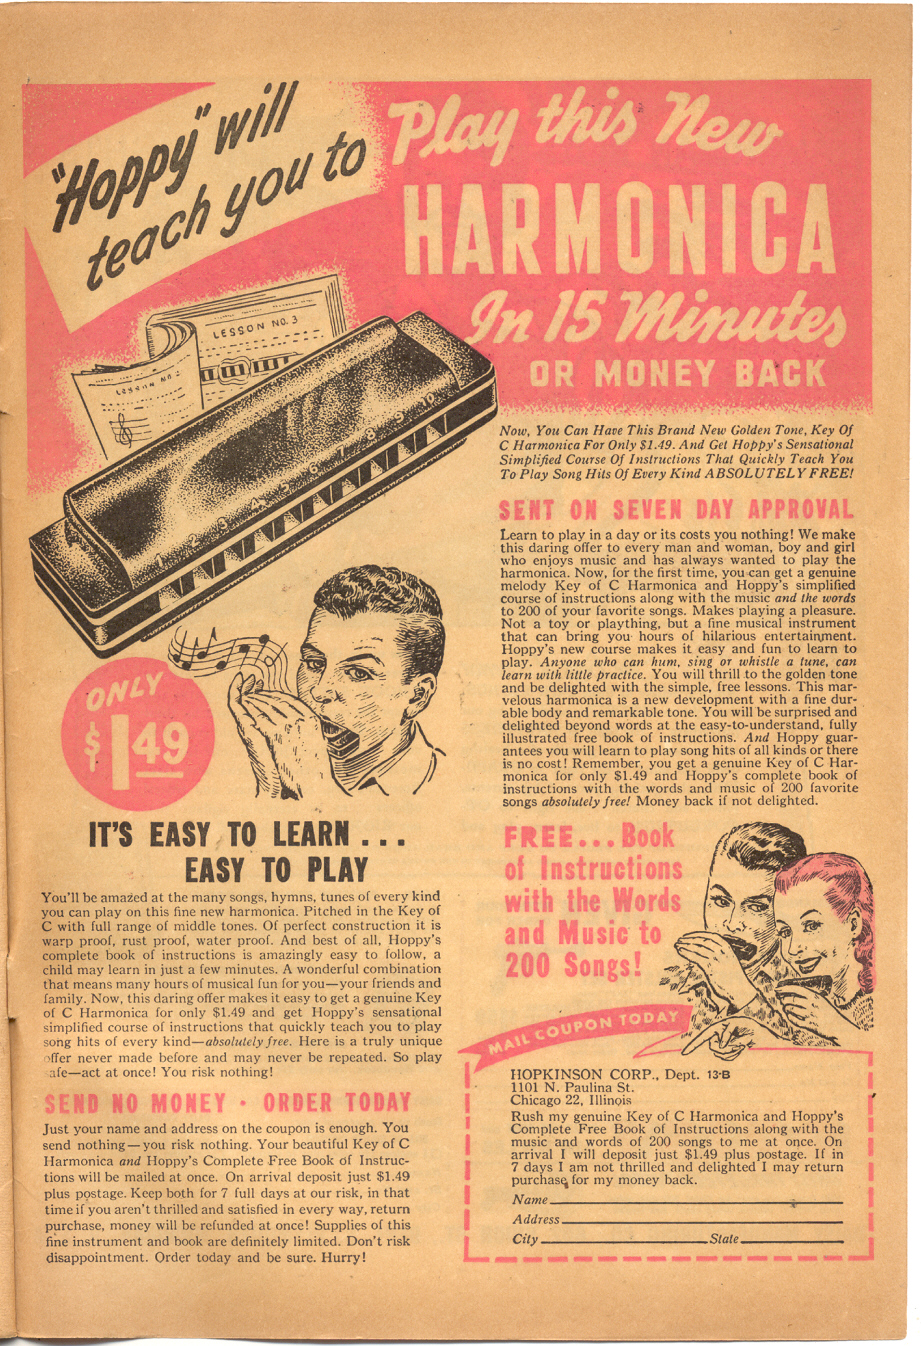 "Hoppy" will
teach you to
Play this New
HARMONICA
In 15 Minutes
OR MONEY BACK
LESSON NO. 3
LESSON NO. 2
1 2 3 4 5 6 7 8 9 10
Now, You Can Have This Brand New Golden Tone, Key Of
C Harmonica For Only $1.49. And Get Hoppy's Sensational
Simplified Course Of Instructions That Quickly Teach You
To Play Song Hits Of Every Kind ABSOLUTELY FREE!
SENT ON SEVEN DAY APPROVAL
Learn to play in a day or its costs you nothing! We make
this daring offer to every man and woman, boy and girl
who enjoys music and has always wanted to play the
harmonica. Now, for the first time, you can get a genuine
melody Key of C Harmonica and Hoppy's simplified
course of instructions along with the music and the words
to 200 of your favorite songs. Makes playing a pleasure.
Not a toy or plaything, but a fine musical instrument
that can bring you hours of hilarious entertainment.
Hoppy's new course makes it easy and fun to learn to
play. Anyone who can hum, sing or whistle a tune, can
learn with little practice. You will thrill to the golden tone
and be delighted with the simple, free lessons. This mar-
velous harmonica is a new development with a fine dur-
able body and remarkable tone. You will be surprised and
delighted beyond words at the easy-to-understand, fully
illustrated free book of instructions. And Hoppy guar-
antees you will learn to play song hits of all kinds or there
is no cost! Remember, you get a genuine Key of C Har-
monica for only $1.49 and Hoppy's complete book of
instructions with the words and music of 200 favorite
songs absolutely free! Money back if not delighted.
ONLY
$1.49
IT'S EASY TO LEARN . . .
EASY TO PLAY
You'll be amazed at the many songs, hymns, tunes of every kind
you can play on this fine new harmonica. Pitched in the Key of
C with full range of middle tones. Of perfect construction it is
warp proof, rust proof, water proof. And best of all, Hoppy's
complete book of instructions is amazingly easy to follow, a
child may learn in just a few minutes. A wonderful combination
that means many hours of musical fun for you—your friends and
family. Now, this daring offer makes it easy to get a genuine Key
of C Harmonica for only $1.49 and get Hoppy's sensational
simplified course of instructions that quickly teach you to play
song hits of every kind—absolutely free. Here is a truly unique
offer never made before and may never be repeated. So play
afe—act at once! You risk nothing!
SEND NO MONEY • ORDER TODAY
Just your name and address on the coupon is enough. You
send nothing—you risk nothing. Your beautiful Key of C
Harmonica and Hoppy's Complete Free Book of Instruc-
tions will be mailed at once. On arrival deposit just $1.49
plus postage. Keep both for 7 full days at our risk, in that
time if you aren't thrilled and satisfied in every way, return
purchase, money will be refunded at once! Supplies of this
fine instrument and book are definitely limited. Don't risk
disappointment. Order today and be sure. Hurry!
FREE... Book
of Instructions
with the Words
and Music to
200 Songs!
MAIL COUPON TODAY
HOPKINSON CORP., Dept. 13-B
1101 N. Paulina St.
Chicago 22, Illinois
Rush my genuine Key of C Harmonica and Hoppy's
Complete Free Book of Instructions along with the
music and words of 200 songs to me at once. On
arrival I will deposit just $1.49 plus postage. If in
7 days I am not thrilled and delighted I may return
purchase for my money back.
Name
Address
City State